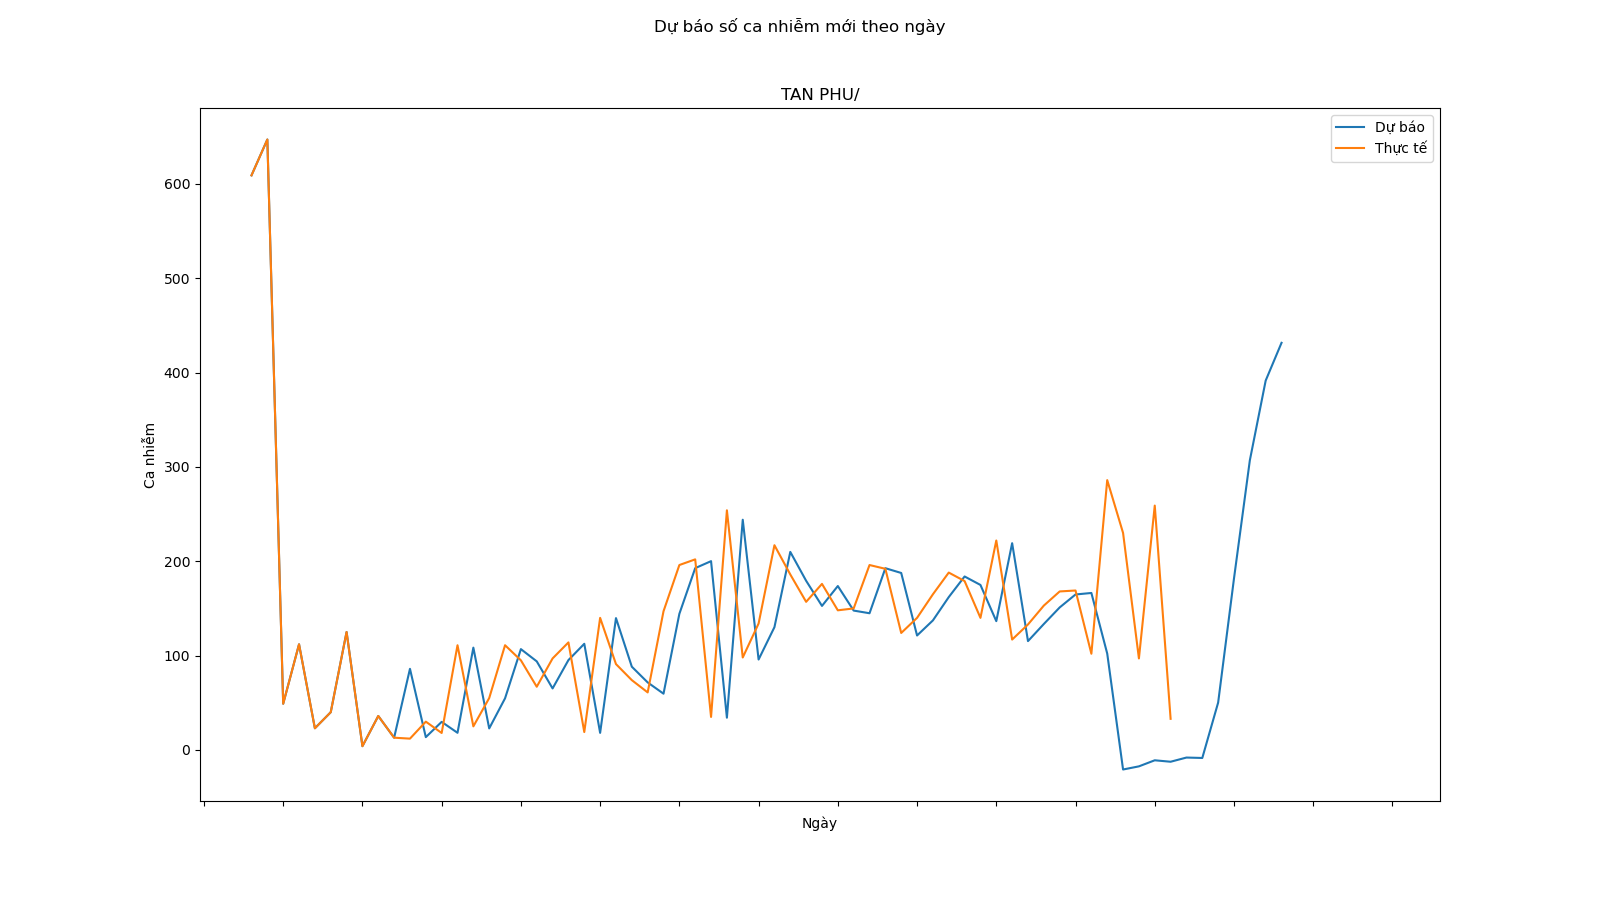 Dự báo số ca nhiễm mới theo ngày
TAN PHU/
Dự báo
Thực tế
600
500
400
300
200
100
0
Ca nhiễm
Ngày